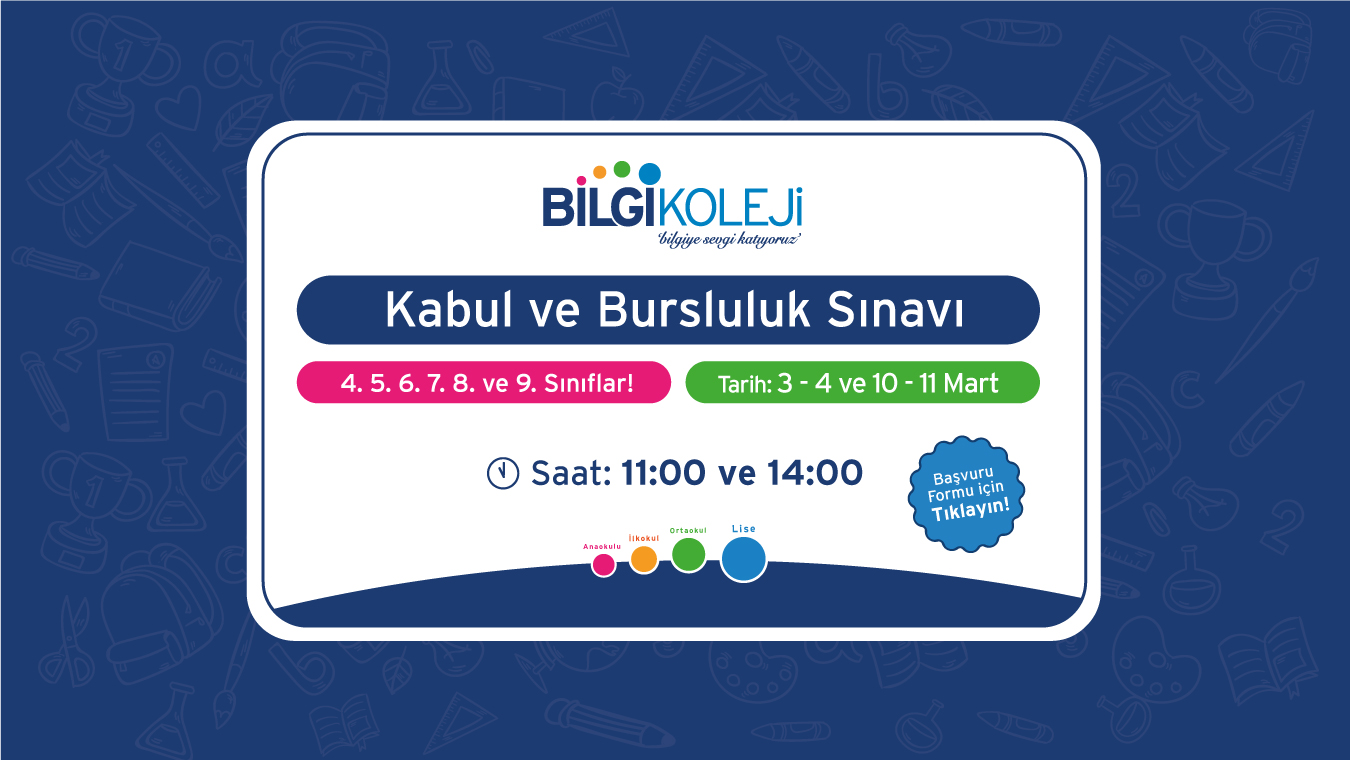 BİLGİKOLEJi
'bilgiye sevgi katıyoruz'
Kabul ve Bursluluk Sınavı
4. 5. 6. 7. 8. ve 9. Sınıflar!
Tarih: 3 - 4 ve 10 - 11 Mart
Saat: 11:00 ve 14:00
Başvuru
Formu için
Tıklayın!
Anaokulu
İlkokul
Ortaokul
Lise